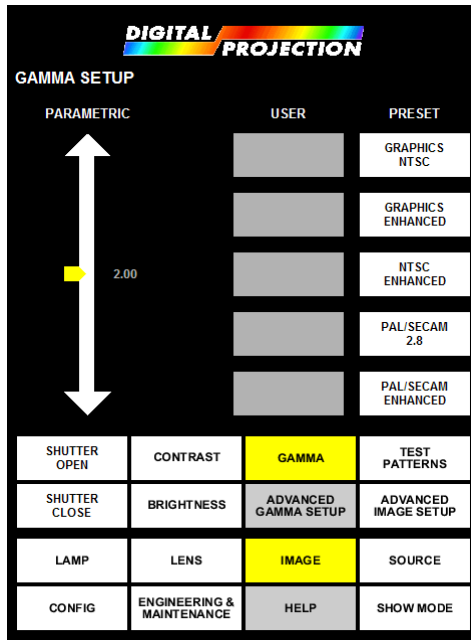 DIGITAL
PROJECTION
GAMMA SETUP
PARAMETRIC
USER
PRESET
GRAPHICS
NTSC
GRAPHICS
ENHANCED
2.00
NTSC
ENHANCED
PAL/SECAM
2.8
PAL/SECAM
ENHANCED
SHUTTER
OPEN
CONTRAST
GAMMA
TEST
PATTERNS
SHUTTER
CLOSE
BRIGHTNESS
ADVANCED
GAMMA SETUP
ADVANCED
IMAGE SETUP
LAMP
LENS
IMAGE
SOURCE
CONFIG
ENGINEERING &
MAINTENANCE
HELP
SHOW MODE